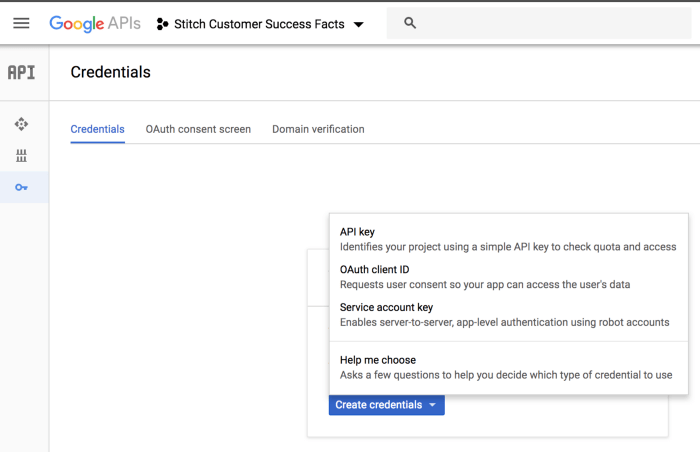 Google APIs Stitch Customer Success Facts
API Credentials
Credentials OAuth consent screen Domain verification
API key
Identifies your project using a simple API key to check quota and access
OAuth client ID
Requests user consent so your app can access the user's data
Service account key
Enables server-to-server, app-level authentication using robot accounts
Help me choose
Asks a few questions to help you decide which type of credential to use
Create credentials